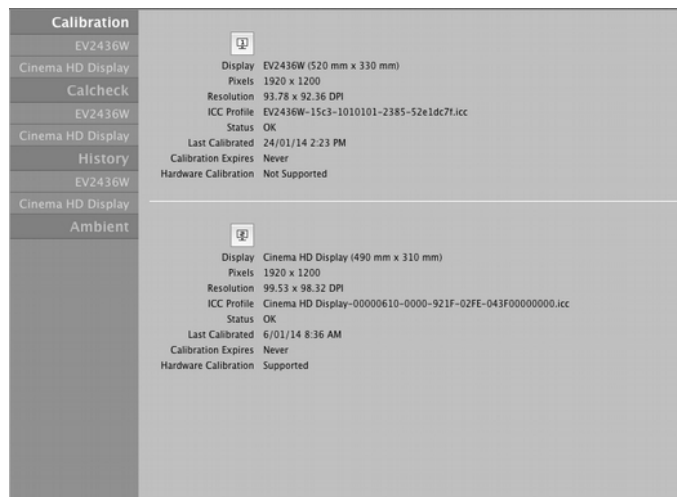 Calibration
EV2436W
Cinema HD Display
Calcheck
EV2436W
Cinema HD Display
History
EV2436W
Cinema HD Display
Ambient
1
Display EV2436W (520 mm x 330 mm)
Pixels 1920 x 1200
Resolution 93.78 x 92.36 DPI
ICC Profile EV2436W-15c3-1010101-2385-52e1dc7f.icc
Status OK
Last Calibrated 24/01/14 2:23 PM
Calibration Expires Never
Hardware Calibration Not Supported
2
Display Cinema HD Display (490 mm x 310 mm)
Pixels 1920 x 1200
Resolution 99.53 x 98.32 DPI
ICC Profile Cinema HD Display-00000610-0000-921F-02FE-043F00000000.icc
Status OK
Last Calibrated 6/01/14 8:36 AM
Calibration Expires Never
Hardware Calibration Supported